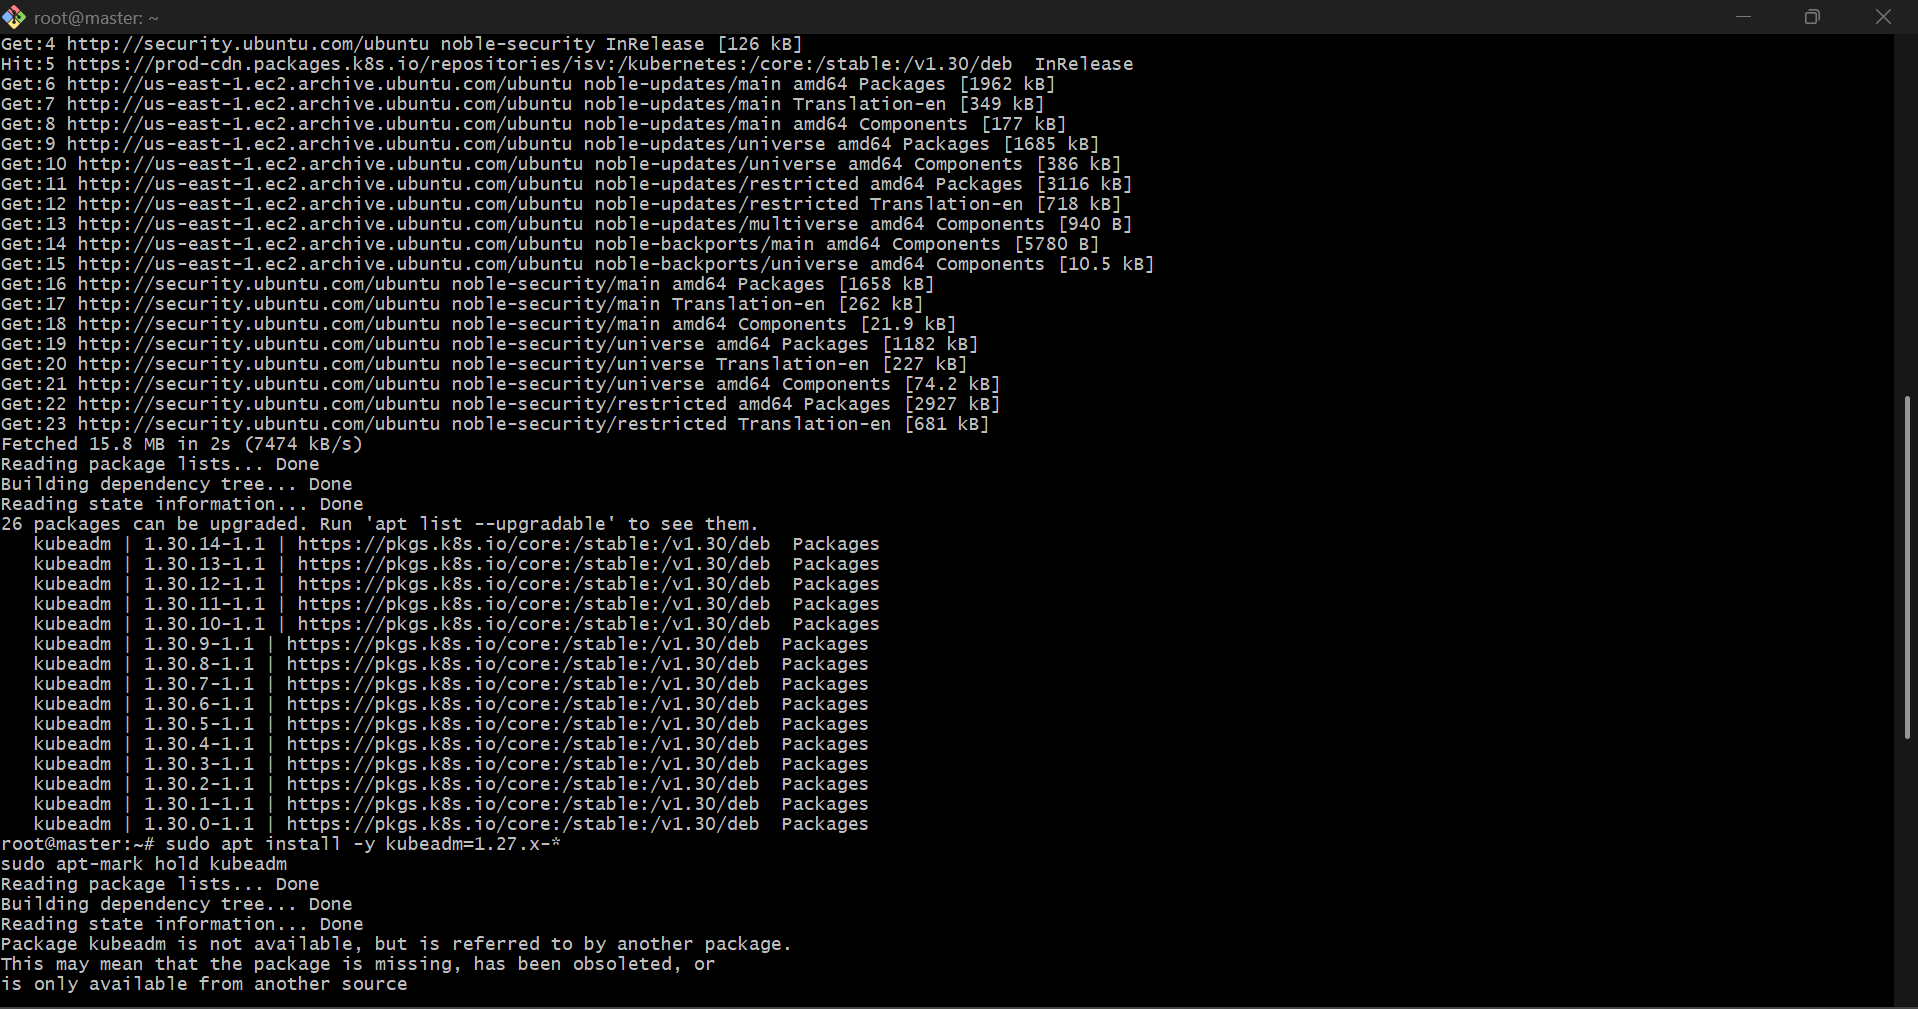 root@master: ~
Get:4 http://security.ubuntu.com/ubuntu noble-security InRelease [126 kB]
Hit:5 https://prod-cdn.packages.k8s.io/repositories/isv:/kubernetes:/core:/stable:/v1.30/deb  InRelease
Get:6 http://us-east-1.ec2.archive.ubuntu.com/ubuntu noble-updates/main amd64 Packages [1962 kB]
Get:7 http://us-east-1.ec2.archive.ubuntu.com/ubuntu noble-updates/main Translation-en [349 kB]
Get:8 http://us-east-1.ec2.archive.ubuntu.com/ubuntu noble-updates/main amd64 Components [177 kB]
Get:9 http://us-east-1.ec2.archive.ubuntu.com/ubuntu noble-updates/universe amd64 Packages [1685 kB]
Get:10 http://us-east-1.ec2.archive.ubuntu.com/ubuntu noble-updates/universe amd64 Components [386 kB]
Get:11 http://us-east-1.ec2.archive.ubuntu.com/ubuntu noble-updates/restricted amd64 Packages [3116 kB]
Get:12 http://us-east-1.ec2.archive.ubuntu.com/ubuntu noble-updates/restricted Translation-en [718 kB]
Get:13 http://us-east-1.ec2.archive.ubuntu.com/ubuntu noble-updates/multiverse amd64 Components [940 B]
Get:14 http://us-east-1.ec2.archive.ubuntu.com/ubuntu noble-backports/main amd64 Components [5780 B]
Get:15 http://us-east-1.ec2.archive.ubuntu.com/ubuntu noble-backports/universe amd64 Components [10.5 kB]
Get:16 http://security.ubuntu.com/ubuntu noble-security/main amd64 Packages [1658 kB]
Get:17 http://security.ubuntu.com/ubuntu noble-security/main Translation-en [262 kB]
Get:18 http://security.ubuntu.com/ubuntu noble-security/main amd64 Components [21.9 kB]
Get:19 http://security.ubuntu.com/ubuntu noble-security/universe amd64 Packages [1182 kB]
Get:20 http://security.ubuntu.com/ubuntu noble-security/universe Translation-en [227 kB]
Get:21 http://security.ubuntu.com/ubuntu noble-security/universe amd64 Components [74.2 kB]
Get:22 http://security.ubuntu.com/ubuntu noble-security/restricted amd64 Packages [2927 kB]
Get:23 http://security.ubuntu.com/ubuntu noble-security/restricted Translation-en [681 kB]
Fetched 15.8 MB in 2s (7474 kB/s)
Reading package lists... Done
Building dependency tree... Done
Reading state information... Done
26 packages can be upgraded. Run 'apt list --upgradable' to see them.
   kubeadm | 1.30.14-1.1 | https://pkgs.k8s.io/core:/stable:/v1.30/deb  Packages
   kubeadm | 1.30.13-1.1 | https://pkgs.k8s.io/core:/stable:/v1.30/deb  Packages
   kubeadm | 1.30.12-1.1 | https://pkgs.k8s.io/core:/stable:/v1.30/deb  Packages
   kubeadm | 1.30.11-1.1 | https://pkgs.k8s.io/core:/stable:/v1.30/deb  Packages
   kubeadm | 1.30.10-1.1 | https://pkgs.k8s.io/core:/stable:/v1.30/deb  Packages
   kubeadm | 1.30.9-1.1 | https://pkgs.k8s.io/core:/stable:/v1.30/deb  Packages
   kubeadm | 1.30.8-1.1 | https://pkgs.k8s.io/core:/stable:/v1.30/deb  Packages
   kubeadm | 1.30.7-1.1 | https://pkgs.k8s.io/core:/stable:/v1.30/deb  Packages
   kubeadm | 1.30.6-1.1 | https://pkgs.k8s.io/core:/stable:/v1.30/deb  Packages
   kubeadm | 1.30.5-1.1 | https://pkgs.k8s.io/core:/stable:/v1.30/deb  Packages
   kubeadm | 1.30.4-1.1 | https://pkgs.k8s.io/core:/stable:/v1.30/deb  Packages
   kubeadm | 1.30.3-1.1 | https://pkgs.k8s.io/core:/stable:/v1.30/deb  Packages
   kubeadm | 1.30.2-1.1 | https://pkgs.k8s.io/core:/stable:/v1.30/deb  Packages
   kubeadm | 1.30.1-1.1 | https://pkgs.k8s.io/core:/stable:/v1.30/deb  Packages
   kubeadm | 1.30.0-1.1 | https://pkgs.k8s.io/core:/stable:/v1.30/deb  Packages
root@master:~# sudo apt install -y kubeadm=1.27.x-*
sudo apt-mark hold kubeadm
Reading package lists... Done
Building dependency tree... Done
Reading state information... Done
Package kubeadm is not available, but is referred to by another package.
This may mean that the package is missing, has been obsoleted, or
is only available from another source